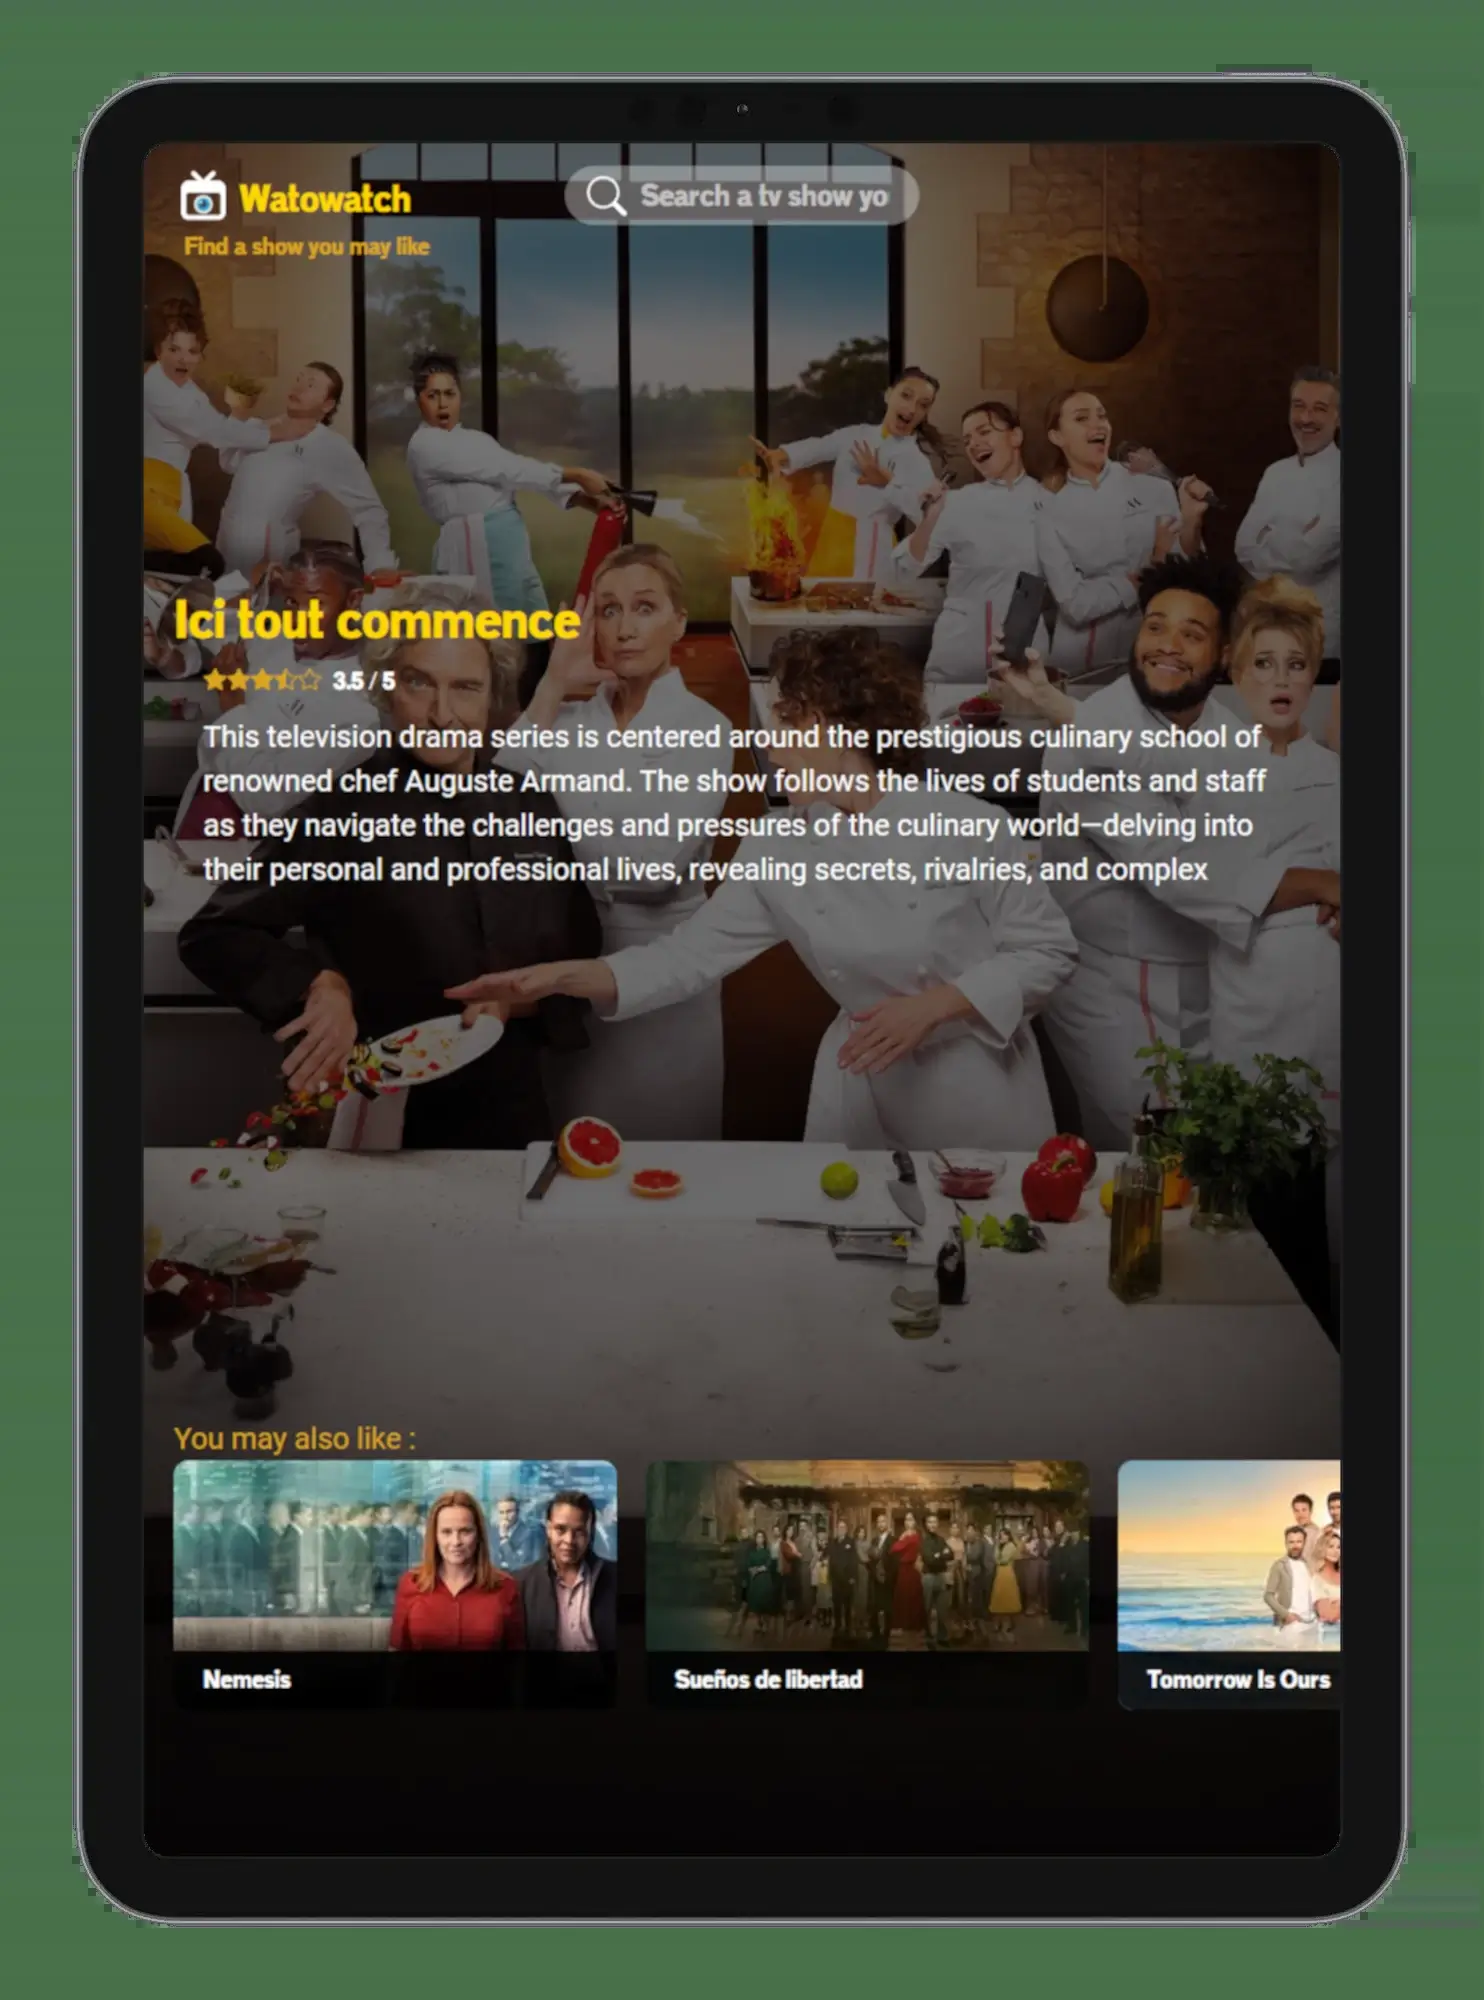 Watowatch
Search a tv show yo
Find a show you may like
Ici tout commence
3.5 / 5
This television drama series is centered around the prestigious culinary school of
renowned chef Auguste Armand. The show follows the lives of students and staff
as they navigate the challenges and pressures of the culinary world—delving into
their personal and professional lives, revealing secrets, rivalries, and complex
You may also like :
Nemesis
Sueños de libertad
Tomorrow Is Ours